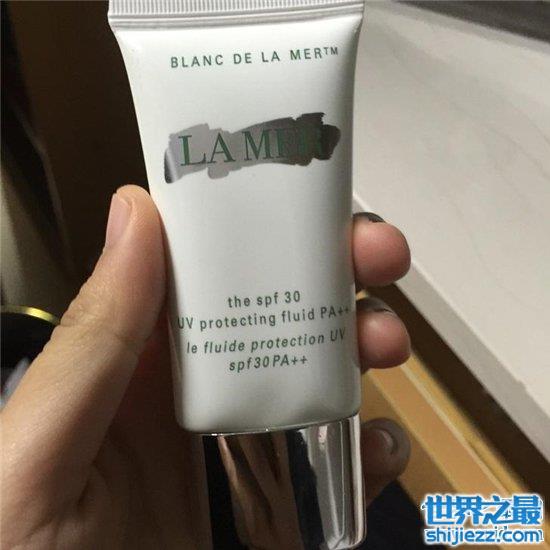 BLANC DE LA MER™
LA MER
the spf 30
UV protecting fluid PA++
le fluide protection UV
spf30PA++
世界之最
shijiezz!.com